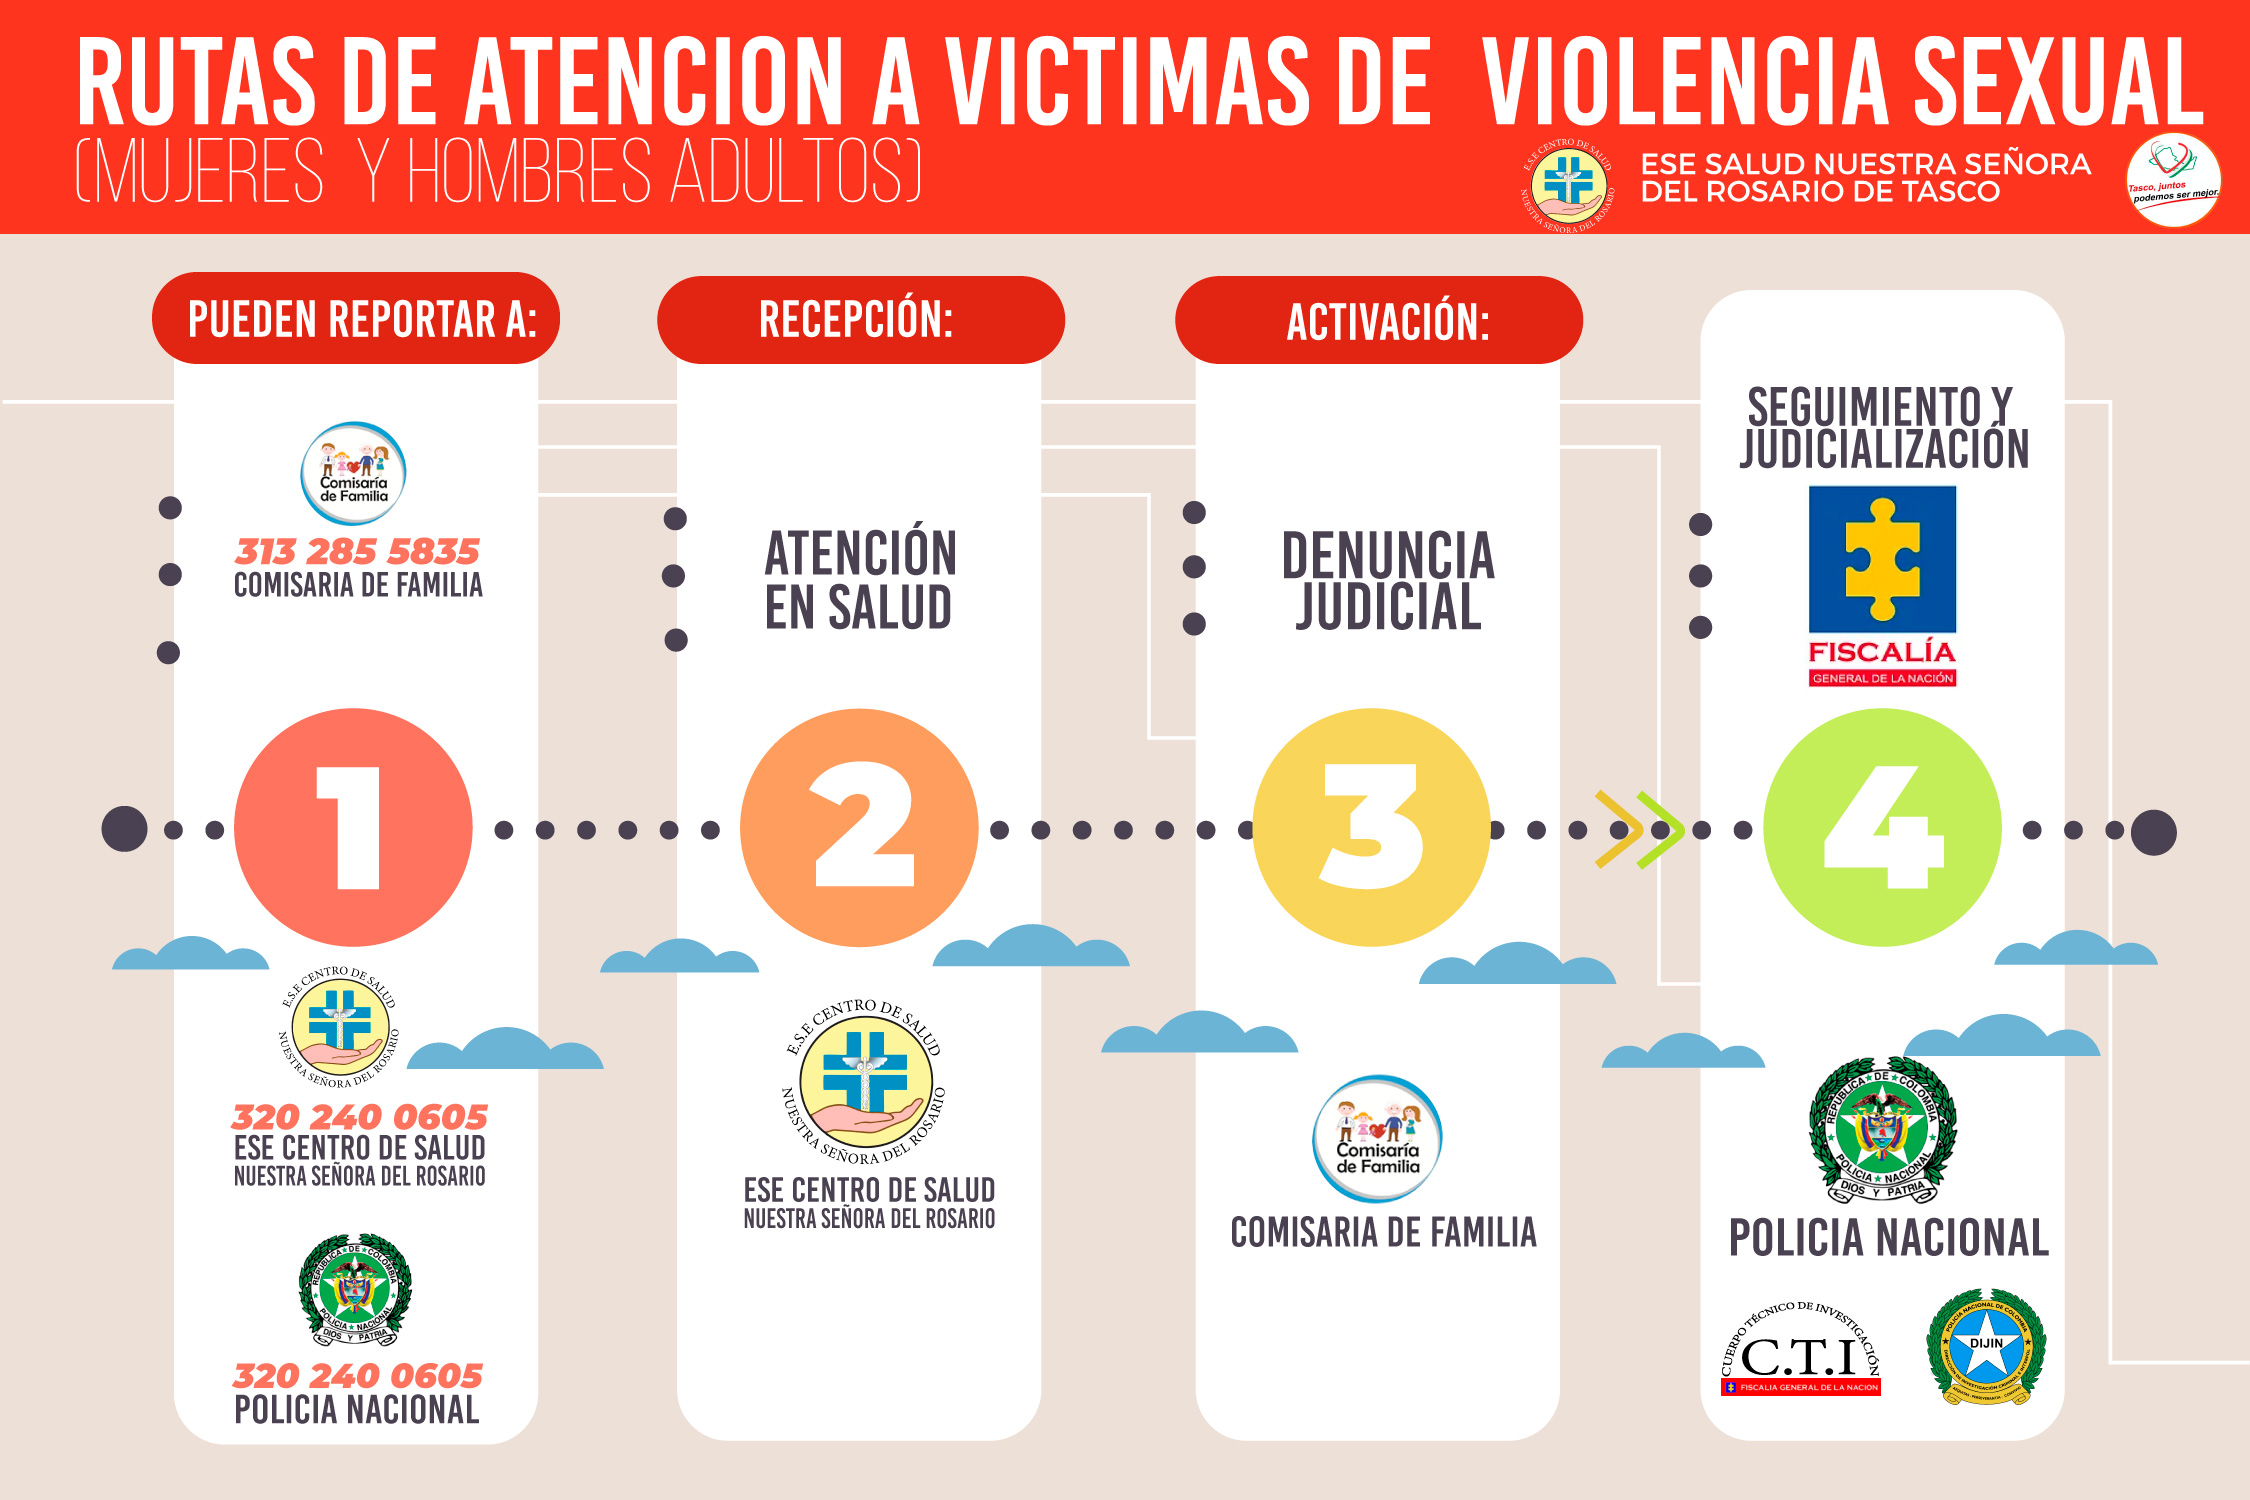 RUTAS DE ATENCION A VICTIMAS DE VIOLENCIA SEXUAL
(MUJERES Y HOMBRES ADULTOS)
E.S.E CENTRO DE SALUD
NUESTRA SEÑORA DEL ROSARIO
ESE SALUD NUESTRA SEÑORA
DEL ROSARIO DE TASCO
Tasco, juntos
podemos ser mejor.
PUEDEN REPORTAR A:
Comisaría
de Familia
313 285 5835
COMISARIA DE FAMILIA
1
E.S.E CENTRO DE SALUD
NUESTRA SEÑORA DEL ROSARIO
320 240 0605
ESE CENTRO DE SALUD
NUESTRA SEÑORA DEL ROSARIO
REPUBLICA DE COLOMBIA
POLICIA NACIONAL
DIOS Y PATRIA
320 240 0605
POLICIA NACIONAL
RECEPCIÓN:
ATENCIÓN
EN SALUD
2
E.S.E CENTRO DE SALUD
NUESTRA SEÑORA DEL ROSARIO
ESE CENTRO DE SALUD
NUESTRA SEÑORA DEL ROSARIO
ACTIVACIÓN:
DENUNCIA
JUDICIAL
3
Comisaría
de Familia
COMISARIA DE FAMILIA
SEGUIMIENTO Y
JUDICIALIZACIÓN
FISCALÍA
GENERAL DE LA NACIÓN
4
REPUBLICA DE COLOMBIA
POLICIA NACIONAL
DIOS Y PATRIA
POLICIA NACIONAL
CUERPO TÉCNICO DE INVESTIGACIÓN
C.T.I
FISCALIA GENERAL DE LA NACION
POLICIA NACIONAL DE COLOMBIA
DIJIN